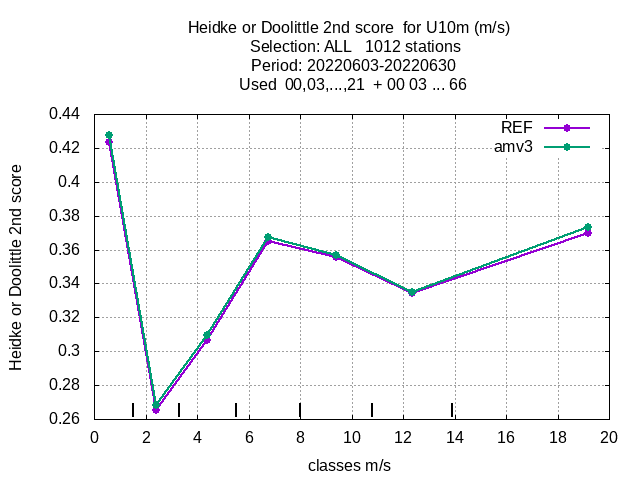 Heidke or Doolittle 2nd score  for U10m (m/s)
Selection: ALL   1012 stations
Period: 20220603-20220630
Used  00,03,...,21  + 00 03 ... 66
REF
amv3
0.44
0.42
0.4
0.38
0.36
0.34
0.32
0.3
0.28
0.26
Heidke or Doolittle 2nd score
0 2 4 6 8 10 12 14 16 18 20
classes m/s